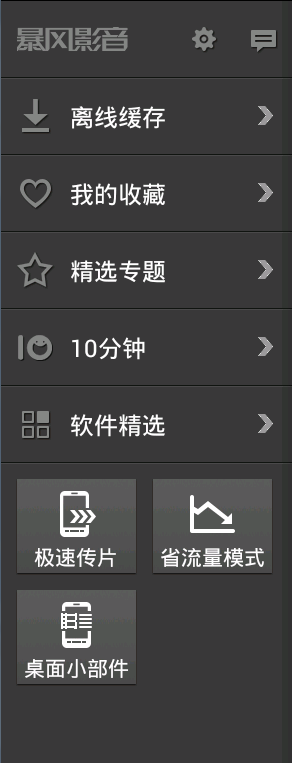 暴风影音
离线缓存
我的收藏
精选专题
10分钟
软件精选
极速传片
省流量模式
桌面小部件